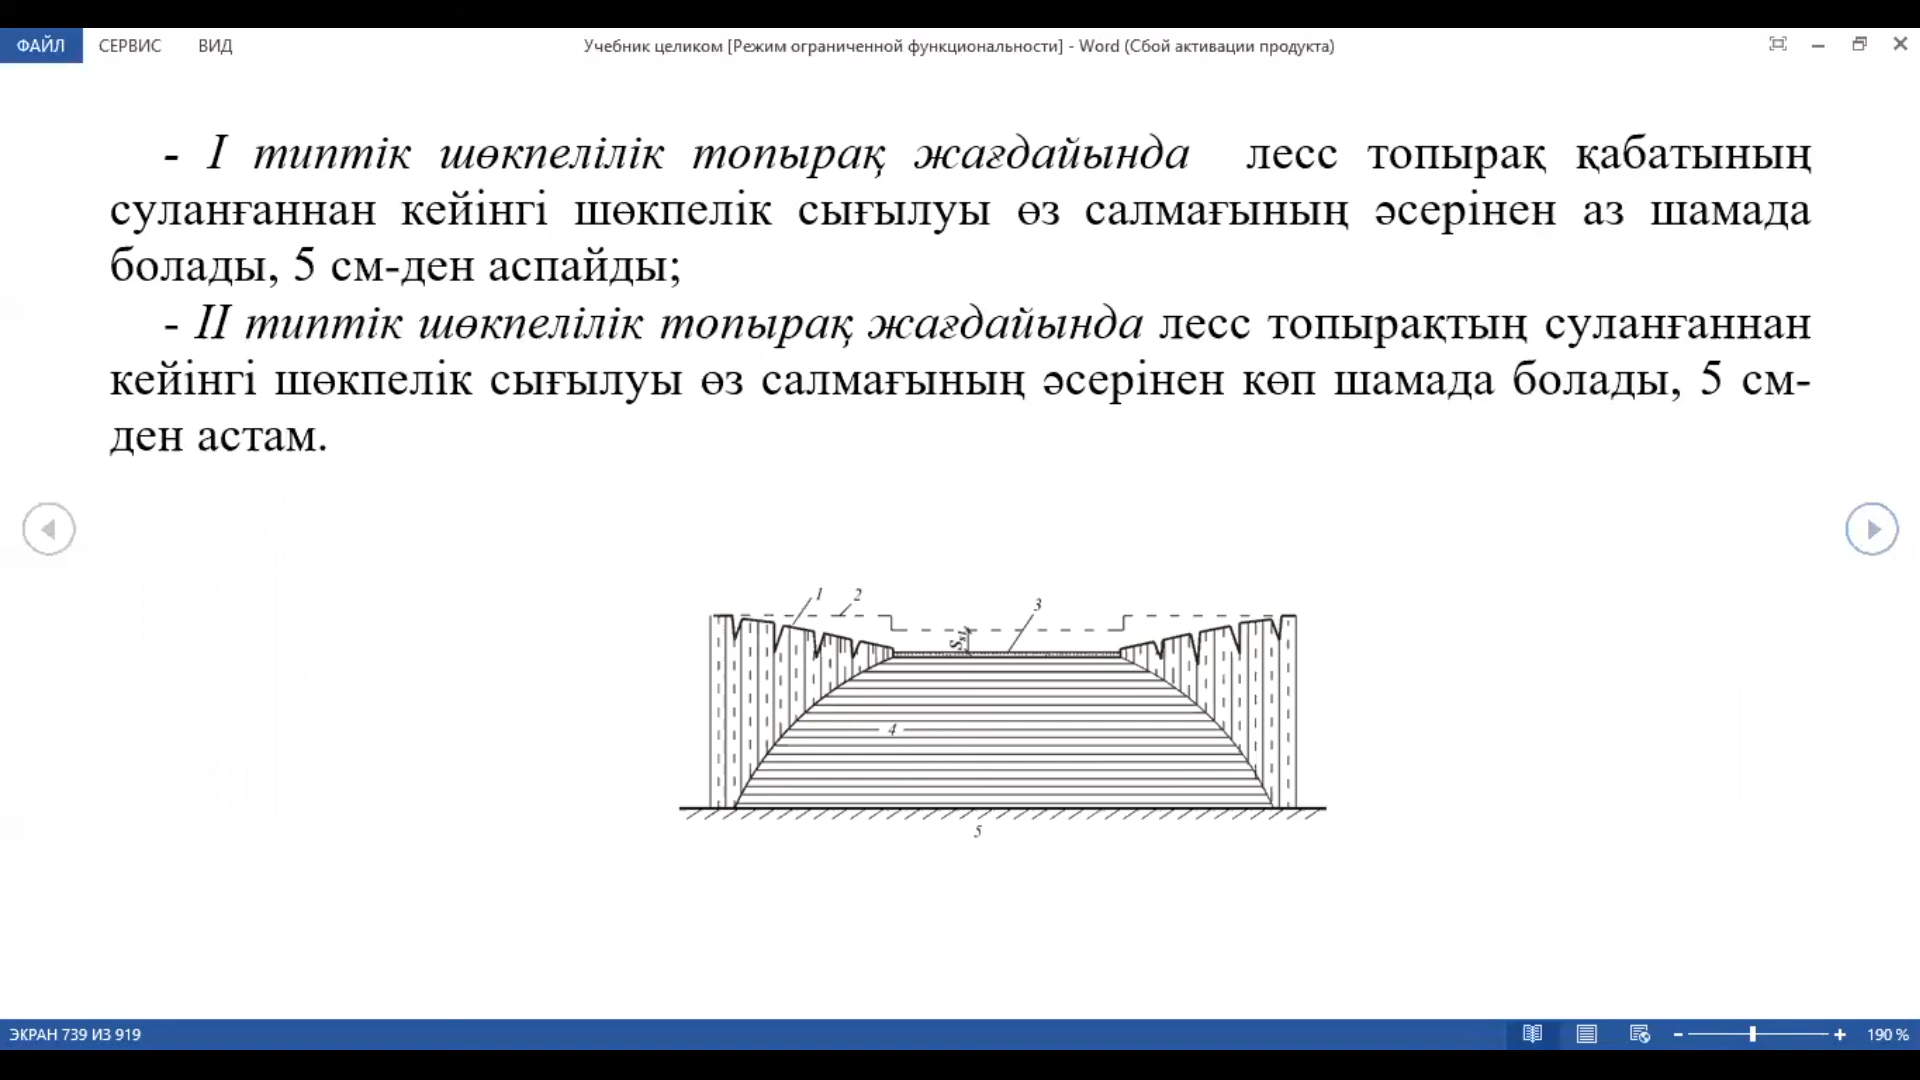 ФАЙЛ СЕРВИС ВИД
Учебник целиком [Режим ограниченной функциональности] - Word (Сбой активации продукта)
- I типтік шөкпелілік топырақ жағдайында лесс топырақ қабатының
суланғаннан кейінгі шөкпелік сығылуы өз салмағының әсерінен аз шамада
болады, 5 см-ден аспайды;
- II типтік шөкпелілік топырақ жағдайында лесс топырақтың суланғаннан
кейінгі шөкпелік сығылуы өз салмағының әсерінен көп шамада болады, 5 см-
ден астам.
1 2 3
Ssl
4
5
ЭКРАН 739 ИЗ 919
190 %